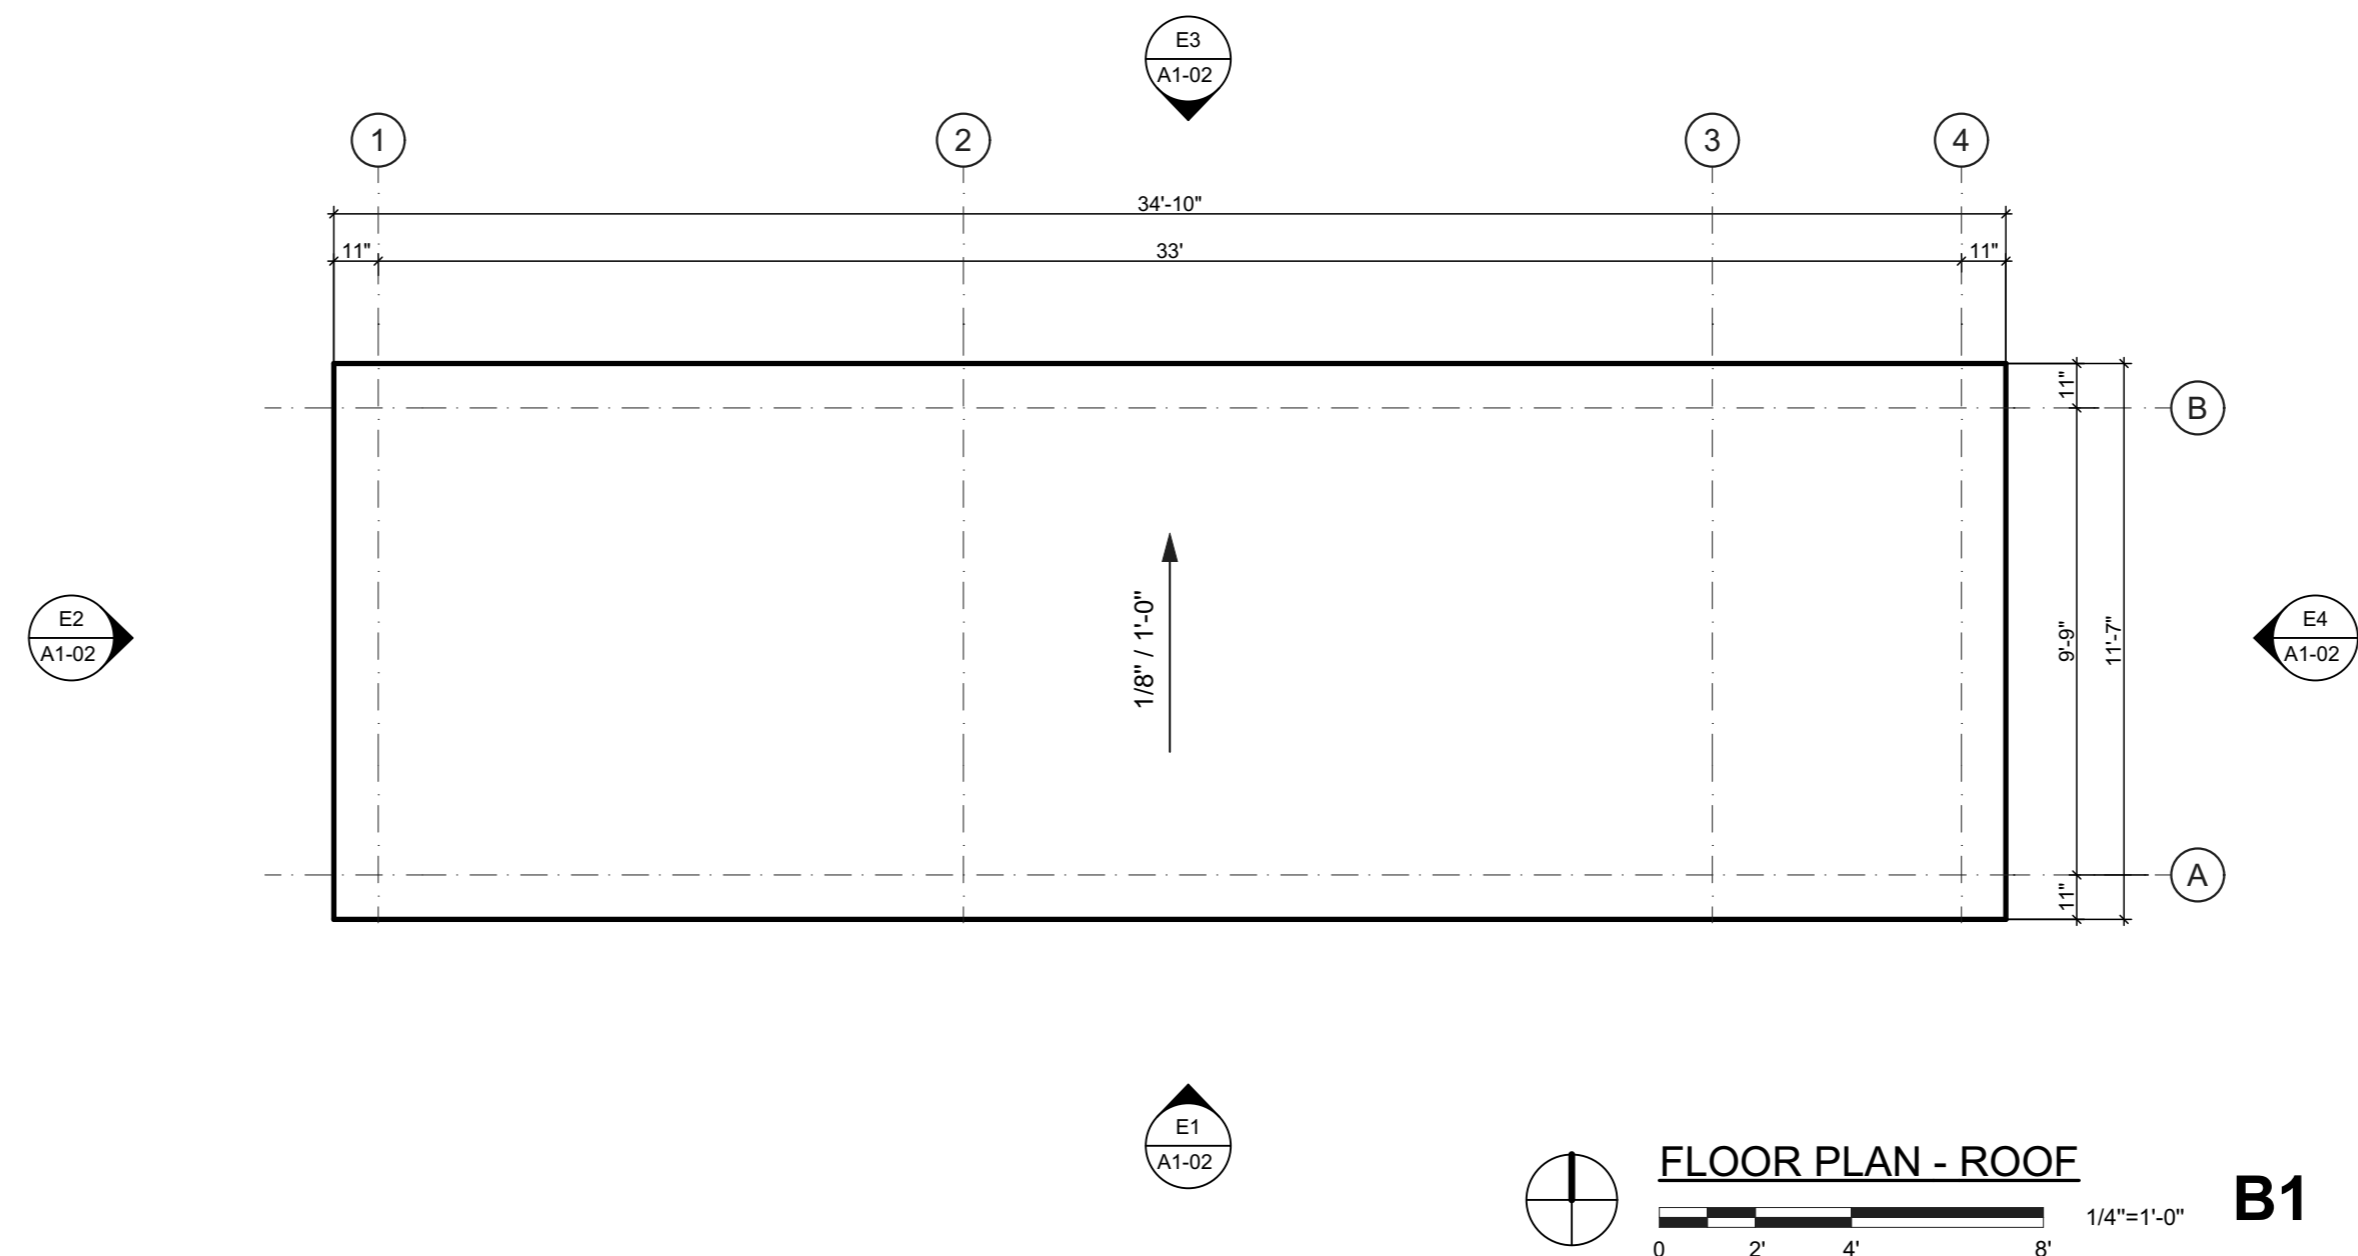 E3
A1-02
1
2
3
4
34'-10"
11"
33'
11"
11"
B
E2
A1-02
1/8" / 1'-0"
9'-9"
11'-7"
E4
A1-02
A
11"
E1
A1-02
FLOOR PLAN - ROOF
B1
1/4"=1'-0"
0 2' 4' 8'